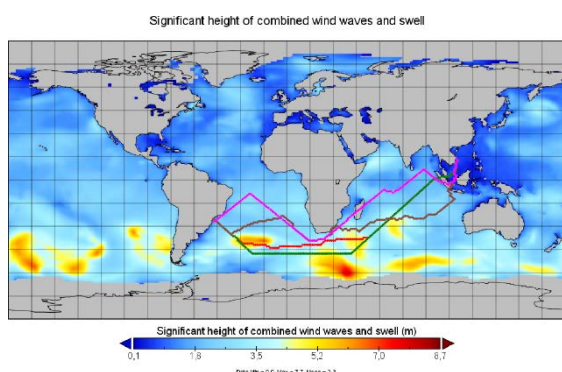 Significant height of combined wind waves and swell
Significant height of combined wind waves and swell (m)
0,1 1,8 3,5 5,2 7,0 8,7